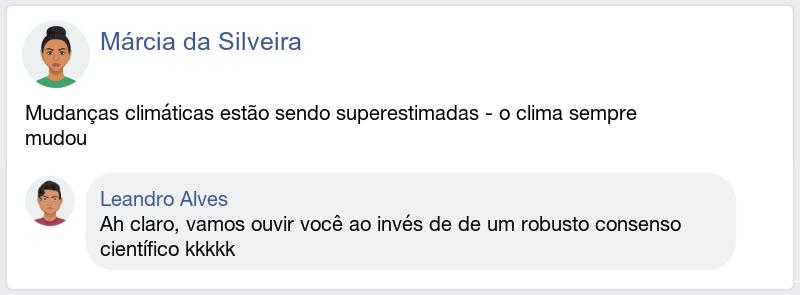 Márcia da Silveira
Mudanças climáticas estão sendo superestimadas - o clima sempre
mudou
Leandro Alves
Ah claro, vamos ouvir você ao invés de de um robusto consenso
científico kkkkk